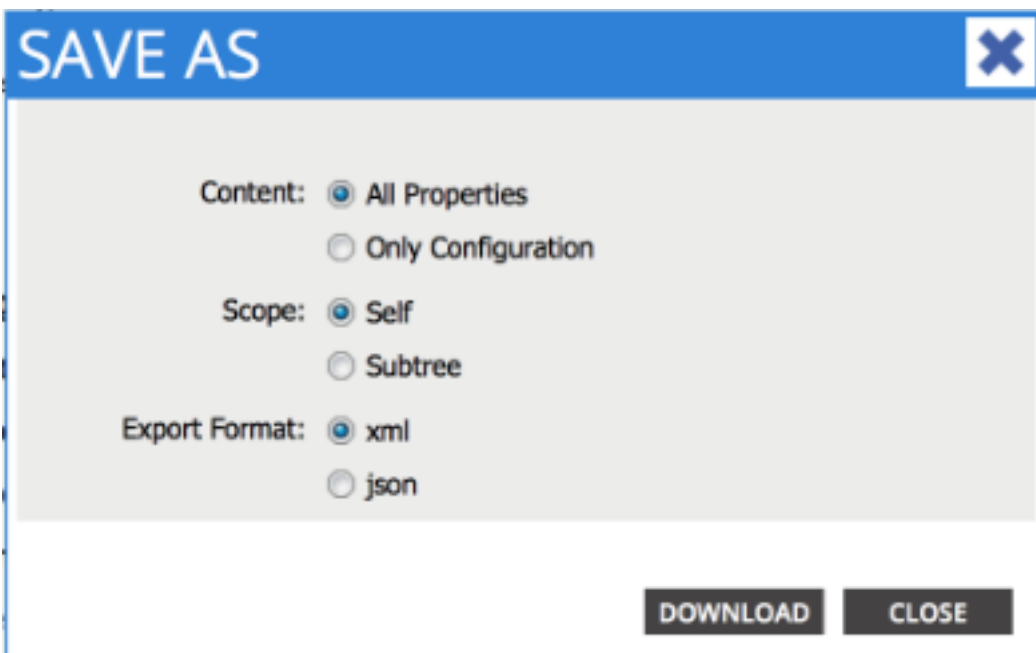 SAVE AS
Content: All Properties
Only Configuration
Scope: Self
Subtree
Export Format: xml
json
DOWNLOAD CLOSE